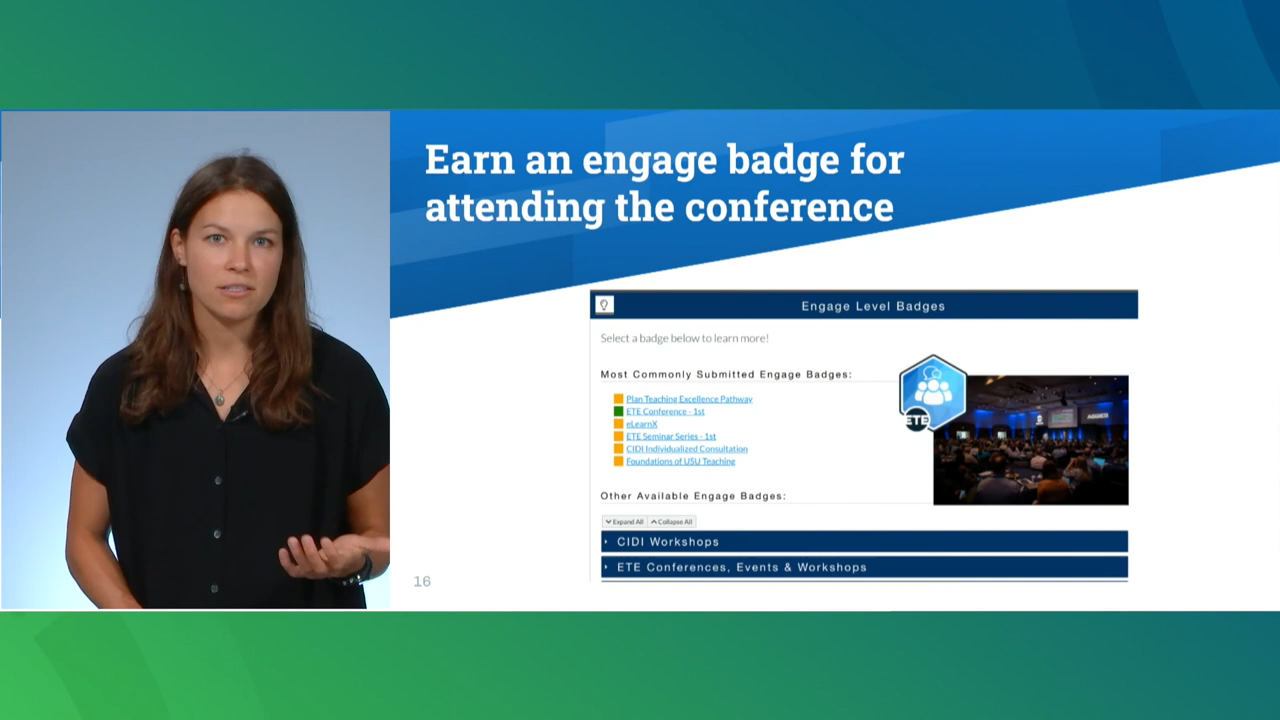 Earn an engage badge for
attending the conference
Engage Level Badges
Select a badge below to learn more!
Most Commonly Submitted Engage Badges:
Plan Teaching Excellence Pathway
ETE Conference - 1st
eLearnX
ETE Seminar Series - 1st
CIDI Individualized Consultation
Foundations of USU Teaching
ETE
AGGIES
Other Available Engage Badges:
Expand All Collapse All
CIDI Workshops
ETE Conferences, Events & Workshops
16